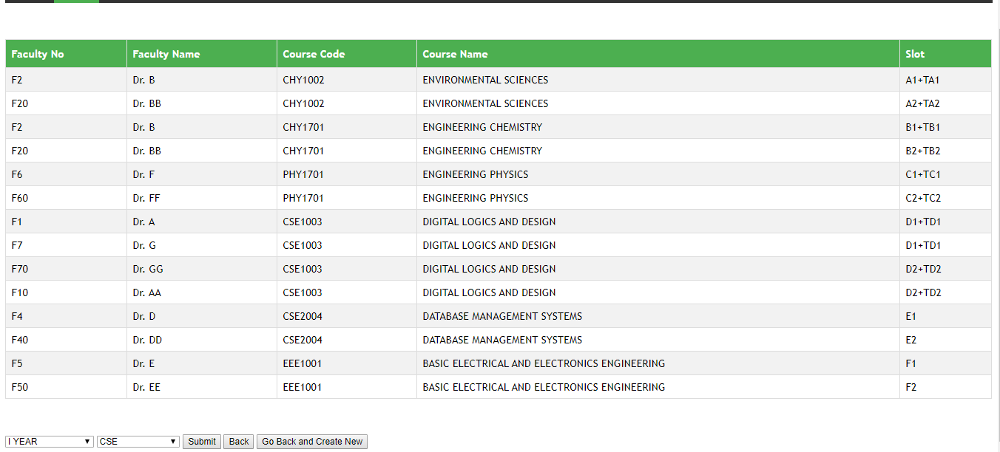 Faculty No Faculty Name Course Code Course Name Slot
F2 Dr. B CHY1002 ENVIRONMENTAL SCIENCES A1+TA1
F20 Dr. BB CHY1002 ENVIRONMENTAL SCIENCES A2+TA2
F2 Dr. B CHY1701 ENGINEERING CHEMISTRY B1+TB1
F20 Dr. BB CHY1701 ENGINEERING CHEMISTRY B2+TB2
F6 Dr. F PHY1701 ENGINEERING PHYSICS C1+TC1
F60 Dr. FF PHY1701 ENGINEERING PHYSICS C2+TC2
F1 Dr. A CSE1003 DIGITAL LOGICS AND DESIGN D1+TD1
F7 Dr. G CSE1003 DIGITAL LOGICS AND DESIGN D1+TD1
F70 Dr. GG CSE1003 DIGITAL LOGICS AND DESIGN D2+TD2
F10 Dr. AA CSE1003 DIGITAL LOGICS AND DESIGN D2+TD2
F4 Dr. D CSE2004 DATABASE MANAGEMENT SYSTEMS E1
F40 Dr. DD CSE2004 DATABASE MANAGEMENT SYSTEMS E2
F5 Dr. E EEE1001 BASIC ELECTRICAL AND ELECTRONICS ENGINEERING F1
F50 Dr. EE EEE1001 BASIC ELECTRICAL AND ELECTRONICS ENGINEERING F2
I YEAR CSE Submit Back Go Back and Create New